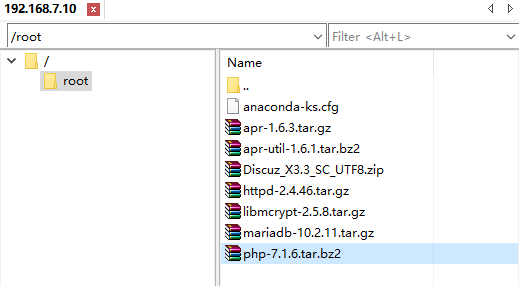 192.168.7.10
/root
Filter <Alt+L>
/
root
Name
..
anaconda-ks.cfg
apr-1.6.3.tar.gz
apr-util-1.6.1.tar.bz2
Discuz_X3.3_SC_UTF8.zip
httpd-2.4.46.tar.gz
libmcrypt-2.5.8.tar.gz
mariadb-10.2.11.tar.gz
php-7.1.6.tar.bz2